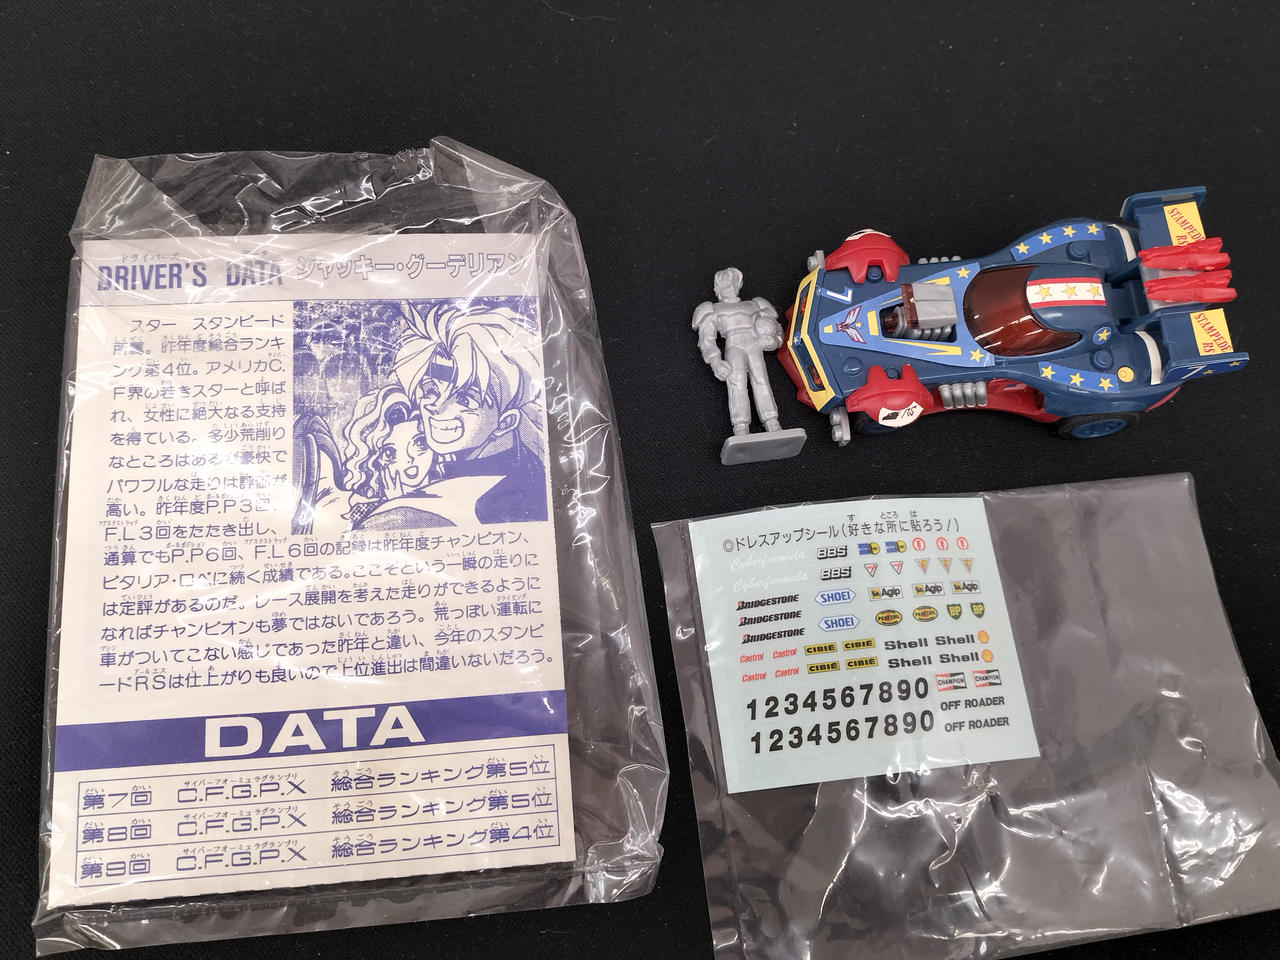 DRIVER'S DATA ジャッキー・グーデリアン
スター スタンピード
所属。昨年度総合ランキ
ング第4位。アメリカC.
F界の若きスターと呼ば
れ、女性に絶大なる支持
を得ている。多少荒削り
なところはあるが豪快で
パワフルな走りは評価が
高い。昨年度P.P3回、
F.L3回をたたき出し、
通算でもP.P6回、F.L6回の記録は昨年度チャンピオン、
ピタリア・ロペに続く成績である。ここぞという一瞬の走りに
は定評があるのだ。レース展開を考えた走りができるように
なればチャンピオンも夢ではないであろう。荒っぽい運転に
車がついてこない感じであった昨年と違い、今年のスタンピ
ードRSは仕上がりも良いので上位進出は間違いないだろう。
DATA
第7回 C.F.G.P.X 総合ランキング第5位
第8回 C.F.G.P.X 総合ランキング第5位
第9回 C.F.G.P.X 総合ランキング第4位
STAMPEDE
RS
7
STAMPEDE
RS
7
◎ドレスアップシール(好きな所に貼ろう!)
Cyberformula BBS
Cyberformula BBS
BRIDGESTONE SHOEI Agip Agip
BRIDGESTONE SHOEI PENNZOIL PENNZOIL BP BP
BRIDGESTONE
Castrol Castrol CIBIE CIBIE Shell Shell
Castrol Castrol CIBIE CIBIE Shell Shell
1234567890 CHAMPION CHAMPION
OFF ROADER
1234567890 OFF ROADER